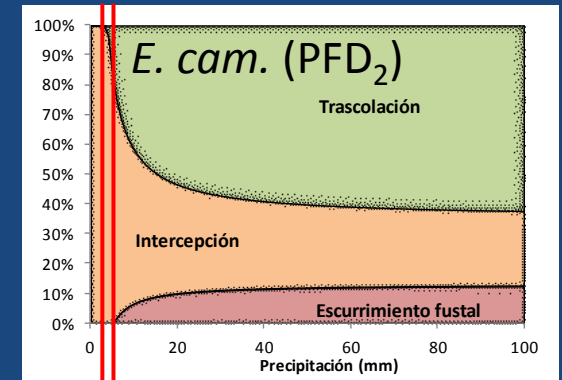 100%
90%
80%
70%
60%
50%
40%
30%
20%
10%
0%
E. cam. (PFD₂)
Trascolación
Intercepción
Escurrimiento fustal
0 20 40 60 80 100
Precipitación (mm)